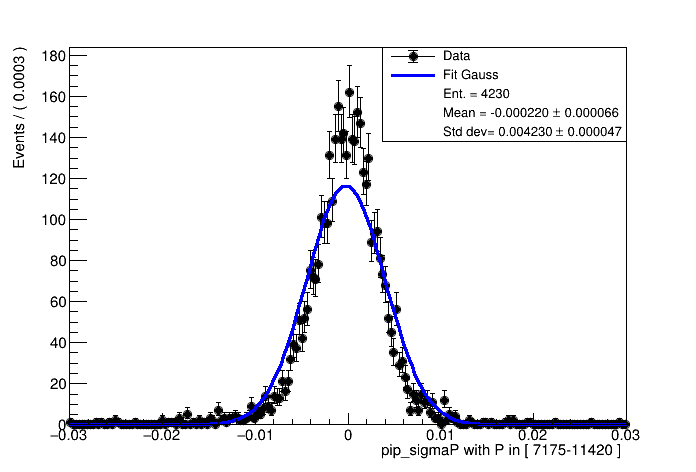 Events / ( 0.0003 )
180
160
140
120
100
80
60
40
20
0
−0.03 −0.02 −0.01 0 0.01 0.02 0.03
pip_sigmaP with P in [ 7175-11420 ]
Data
Fit Gauss
Ent. = 4230
Mean = -0.000220 ± 0.000066
Std dev= 0.004230 ± 0.000047